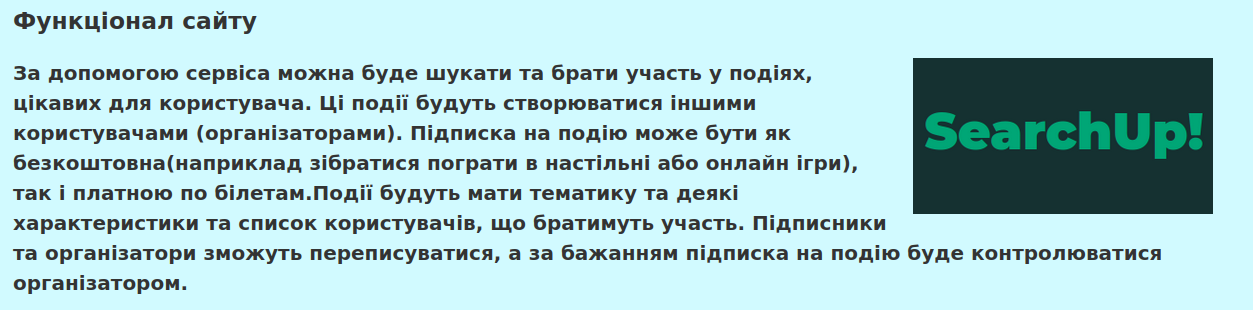 Функціонал сайту
За допомогою сервіса можна буде шукати та брати участь у подіях,
цікавих для користувача. Ці події будуть створюватися іншими
користувачами (організаторами). Підписка на подію може бути як
безкоштовна(наприклад зібратися пограти в настільні або онлайн ігри),
так і платною по білетам.Події будуть мати тематику та деякі
характеристики та список користувачів, що братимуть участь. Підписники
та організатори зможуть переписуватися, а за бажанням підписка на подію буде контролюватися
організатором.
SearchUp!